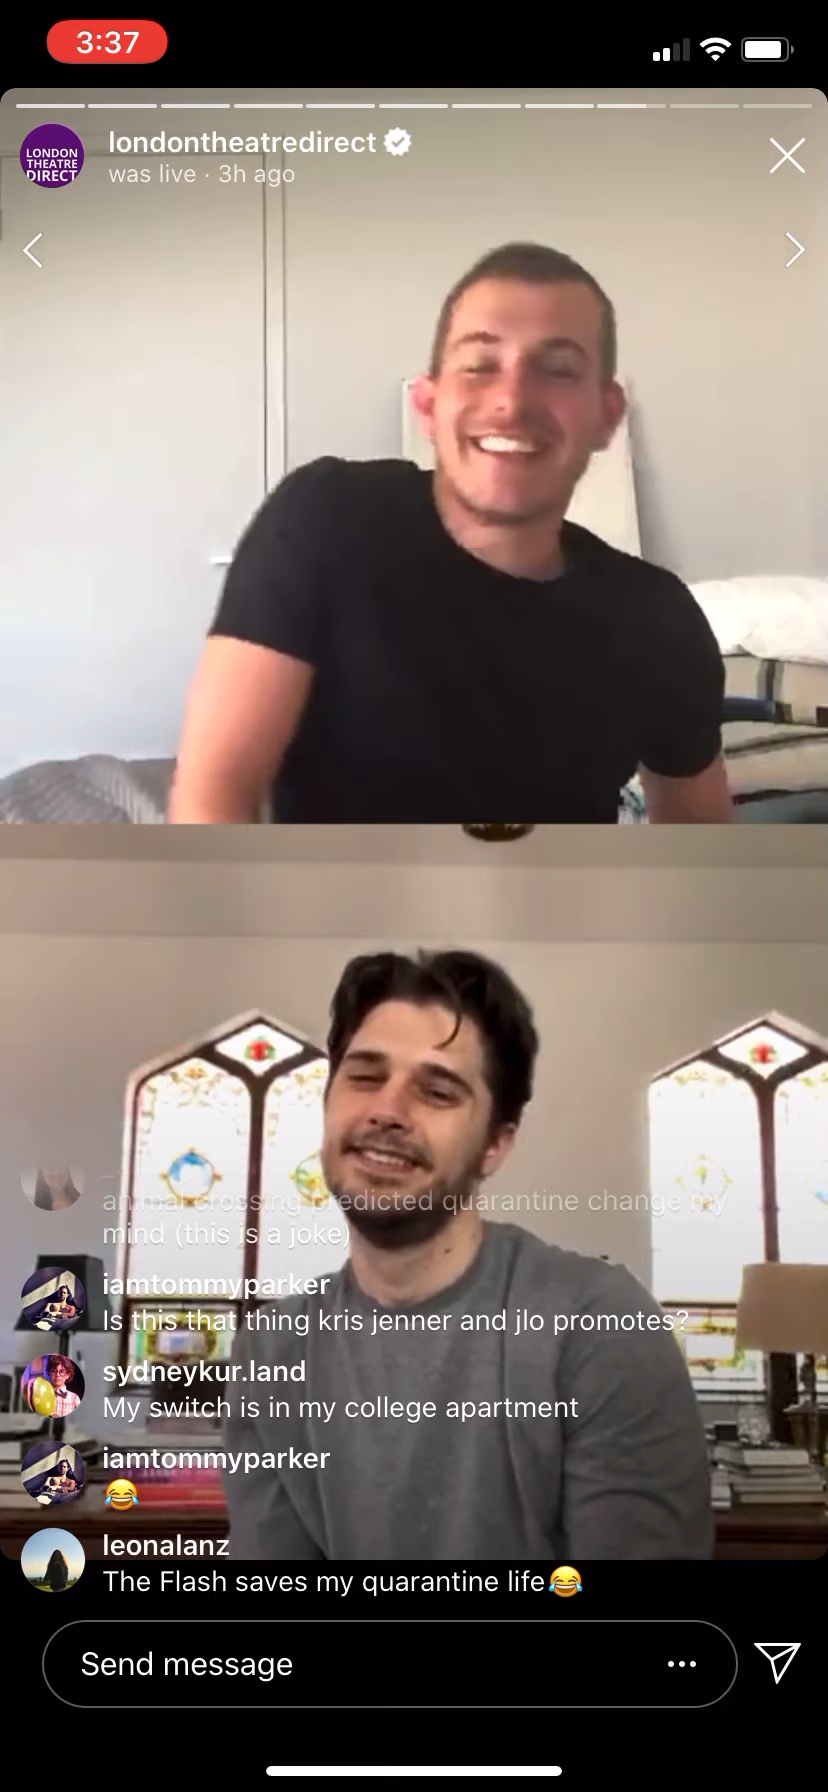 3:37
LONDON
THEATRE
DIRECT
londontheatredirect
was live · 3h ago
animal crossing predicted quarantine change my
mind (this is a joke)
iamtommyparker
Is this that thing kris jenner and jlo promotes?
sydneykur.land
My switch is in my college apartment
iamtommyparker
😂
leonalanz
The Flash saves my quarantine life😂
Send message